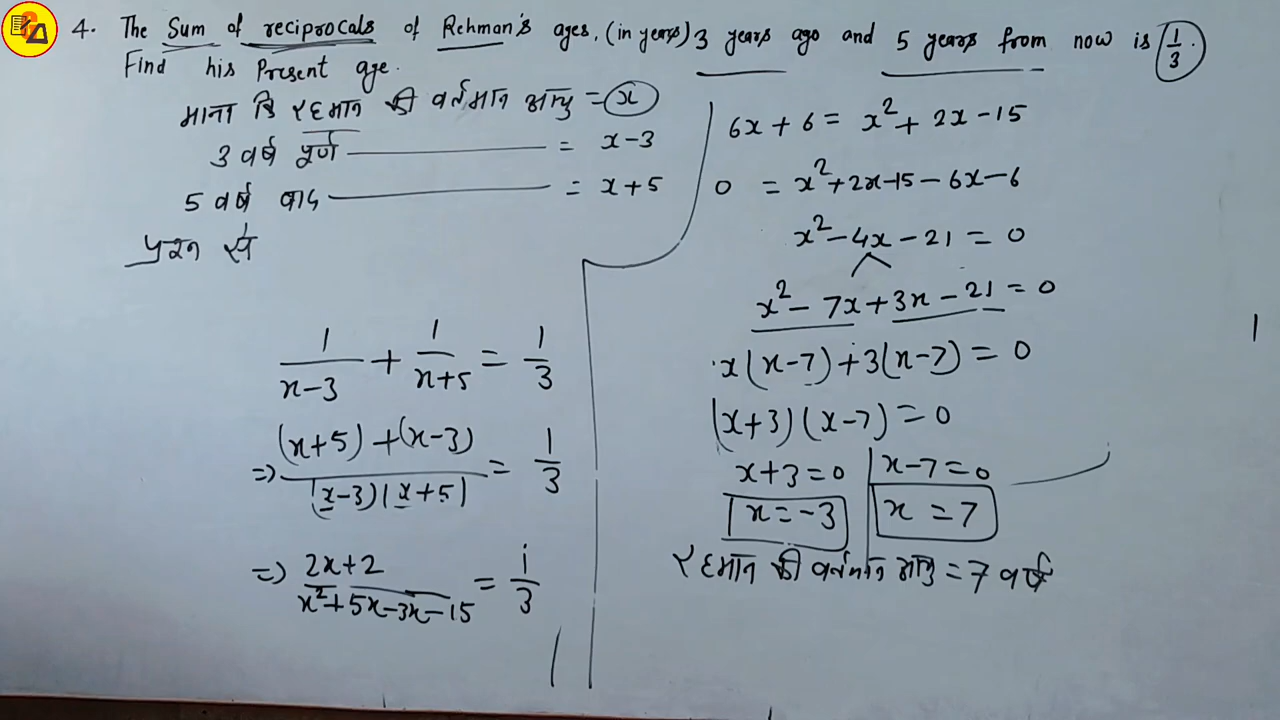 4. The Sum of reciprocals of Rehman's ages, (in years) 3 years ago and 5 years from now is 1/3.
Find his Present age.
माना कि रहमान की वर्तमान आयु = x
3 वर्ष पूर्ण = x-3
5 वर्ष बाद = x+5
प्रश्न से
1/(x-3) + 1/(x+5) = 1/3
=> ((x+5)+(x-3))/((x-3)(x+5)) = 1/3
=> (2x+2)/(x²+5x-3x-15) = 1/3
6x+6 = x²+2x-15
0 = x²+2x-15-6x-6
x²-4x-21=0
x²-7x+3x-21=0
x(x-7)+3(x-7)=0
(x+3)(x-7)=0
x+3=0 | x-7=0
x=-3 | x=7
रहमान की वर्तमान आयु = 7 वर्ष